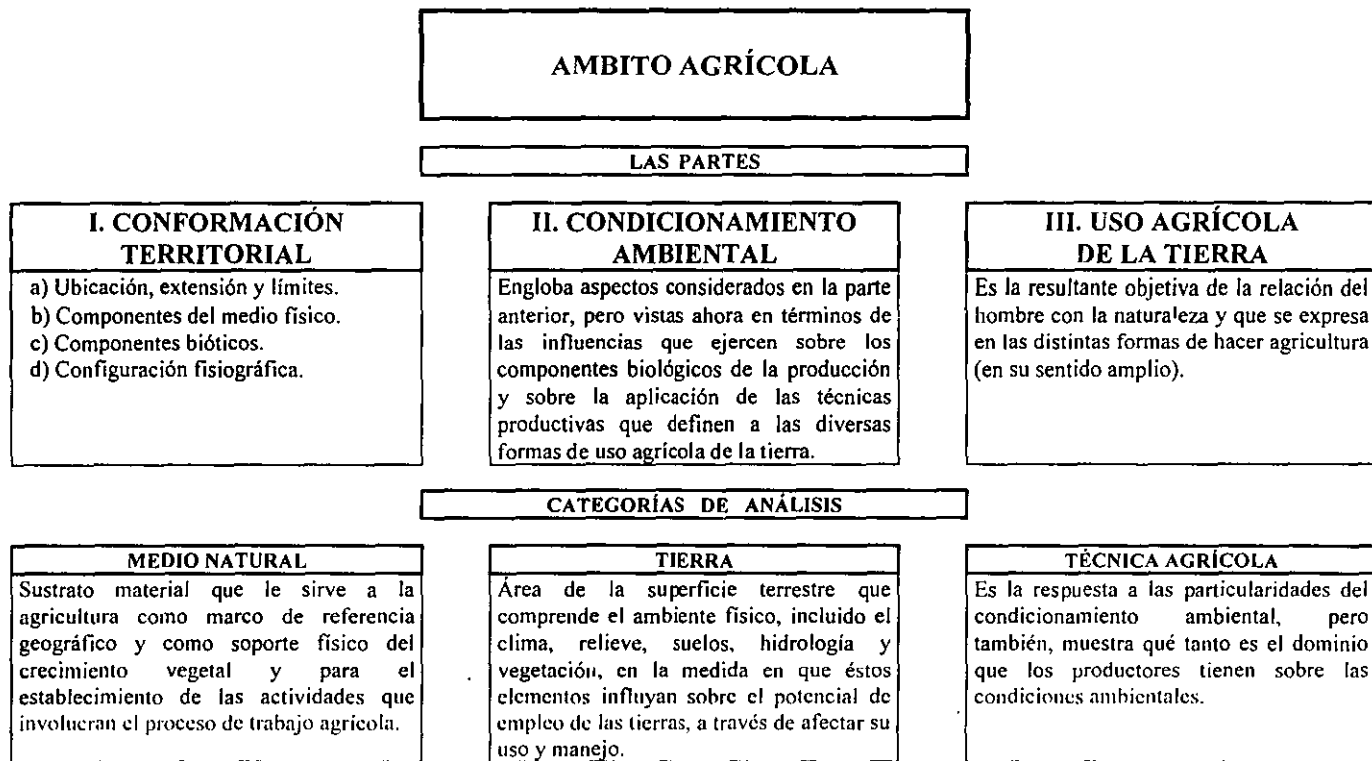 AMBITO AGRÍCOLA
LAS PARTES
I. CONFORMACIÓN
TERRITORIAL
a) Ubicación, extensión y límites.
b) Componentes del medio físico.
c) Componentes bióticos.
d) Configuración fisiográfica.
II. CONDICIONAMIENTO
AMBIENTAL
Engloba aspectos considerados en la parte
anterior, pero vistas ahora en términos de
las influencias que ejercen sobre los
componentes biológicos de la producción
y sobre la aplicación de las técnicas
productivas que definen a las diversas
formas de uso agrícola de la tierra.
III. USO AGRÍCOLA
DE LA TIERRA
Es la resultante objetiva de la relación del
hombre con la naturaleza y que se expresa
en las distintas formas de hacer agricultura
(en su sentido amplio).
CATEGORÍAS DE ANÁLISIS
MEDIO NATURAL
Sustrato material que le sirve a la
agricultura como marco de referencia
geográfico y como soporte físico del
crecimiento vegetal y para el
establecimiento de las actividades que
involucran el proceso de trabajo agrícola.
TIERRA
Área de la superficie terrestre que
comprende el ambiente físico, incluido el
clima, relieve, suelos, hidrología y
vegetación, en la medida en que éstos
elementos influyan sobre el potencial de
empleo de las tierras, a través de afectar su
uso y manejo.
TÉCNICA AGRÍCOLA
Es la respuesta a las particularidades del
condicionamiento ambiental, pero
también, muestra qué tanto es el dominio
que los productores tienen sobre las
condiciones ambientales.